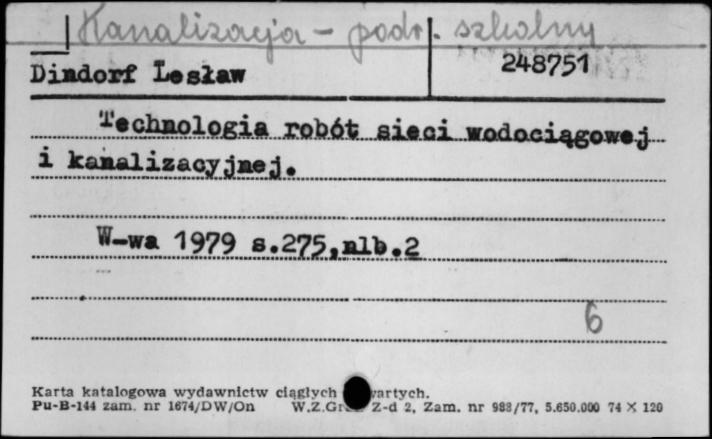 Kanalizacja - podr. szkolny
Dindorf Lesław 248751
Technologia robót sieci wodociągowej
i kanalizacyjnej.
W-wa 1979 s.275,nlb.2
6
Karta katalogowa wydawnictw ciągłych
Pu-B-144 zam. nr 1674/DW/On Z-d 2, Zam. nr 988/77, 5.650.000 74 X 120